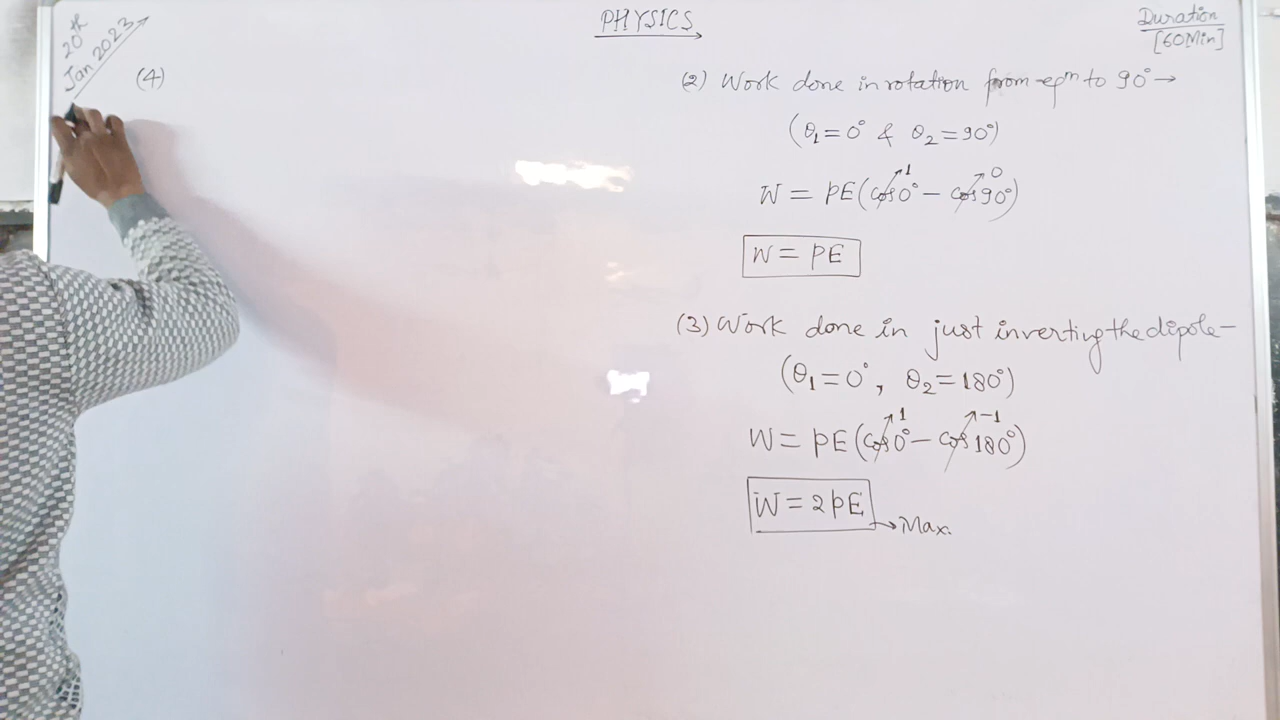 PHYSICS
Duration
[60Min]
20th
Jan 2023
(4)
(2) Work done in rotation from eqm to 90° →
(θ1 = 0° & θ2 = 90°)
W = PE(cos0° – cos90°)
1
0
W = PE
(3) Work done in just inverting the dipole –
(θ1 = 0°, θ2 = 180°)
W = PE(cos0° – cos180°)
1
-1
W = 2PE
→ Max.